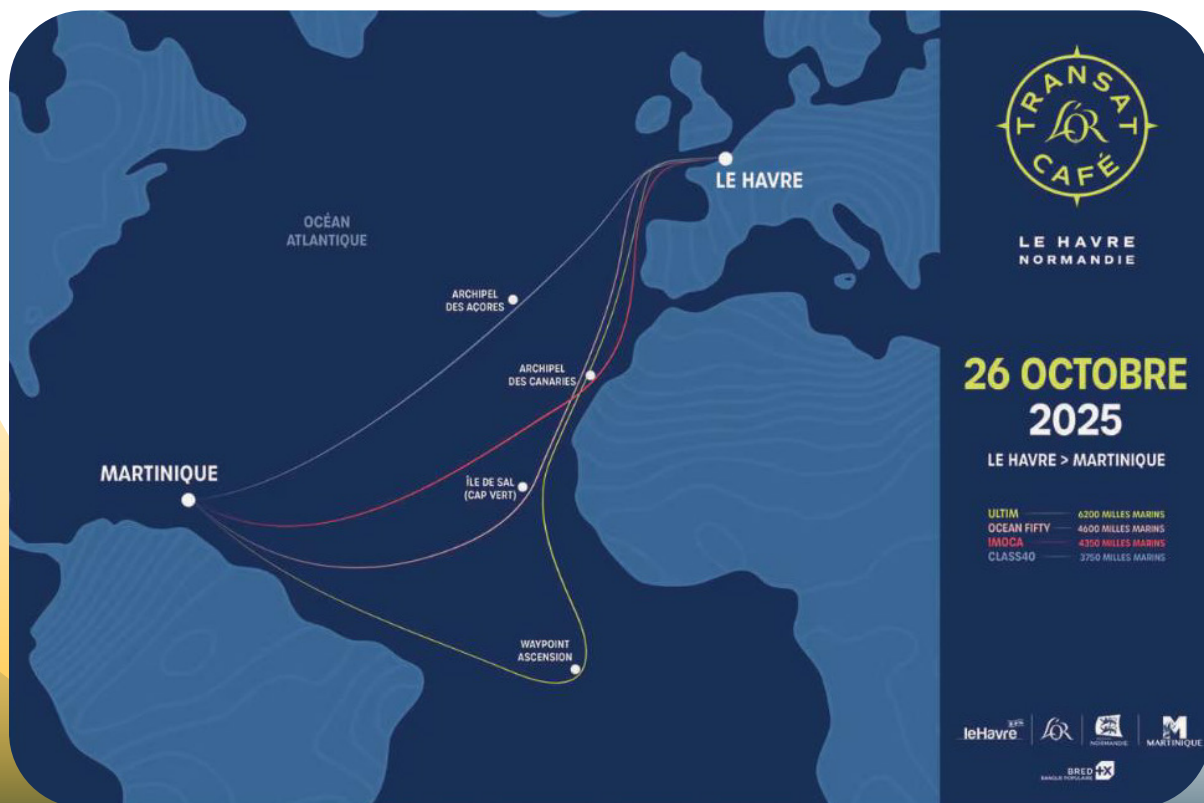 OCÉAN
ATLANTIQUE
LE HAVRE
ARCHIPEL
DES AÇORES
ARCHIPEL
DES CANARIES
MARTINIQUE
ÎLE DE SAL
(CAP VERT)
WAYPOINT
ASCENSION
TRANSAT
L'OR
CAFÉ
LE HAVRE
NORMANDIE
26 OCTOBRE
2025
LE HAVRE > MARTINIQUE
ULTIM 6200 MILLES MARINS
OCEAN FIFTY 4600 MILLES MARINS
IMOCA 4350 MILLES MARINS
CLASS40 3750 MILLES MARINS
leHavre L'OR NORMANDIE M MARTINIQUE
BRED +X
BANQUE POPULAIRE